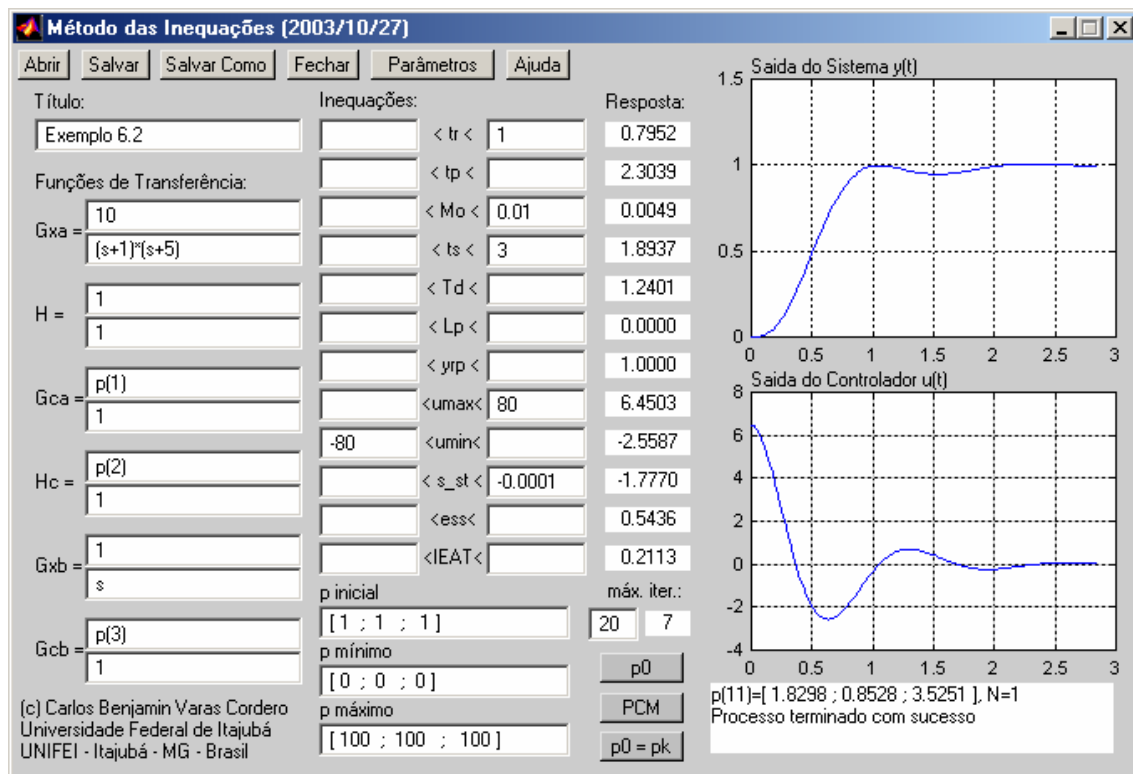 Método das Inequações (2003/10/27)
Abrir Salvar Salvar Como Fechar Parâmetros Ajuda
Título:
Exemplo 6.2
Funções de Transferência:
Gxa =
10
(s+1)*(s+5)
H =
1
1
Gca =
p(1)
1
Hc =
p(2)
1
Gxb =
1
s
Gcb =
p(3)
1
(c) Carlos Benjamin Varas Cordero
Universidade Federal de Itajubá
UNIFEI - Itajubá - MG - Brasil
Inequações: Resposta:
< tr < 1 0.7952
< tp < 2.3039
< Mo < 0.01 0.0049
< ts < 3 1.8937
< Td < 1.2401
< Lp < 0.0000
< yrp < 1.0000
<umax< 80 6.4503
-80 <umin< -2.5587
< s_st < -0.0001 -1.7770
<ess< 0.5436
<IEAT< 0.2113
p inicial
[1 ; 1 ; 1]
p mínimo
[0 ; 0 ; 0]
p máximo
[100 ; 100 ; 100]
máx. iter.:
20 7
p0
PCM
p0 = pk
Saida do Sistema y(t)
1.5
1
0.5
0
0 0.5 1 1.5 2 2.5 3
Saida do Controlador u(t)
8
6
4
2
0
-2
-4
0 0.5 1 1.5 2 2.5 3
p(11)=[ 1.8298 ; 0.8528 ; 3.5251 ], N=1
Processo terminado com sucesso